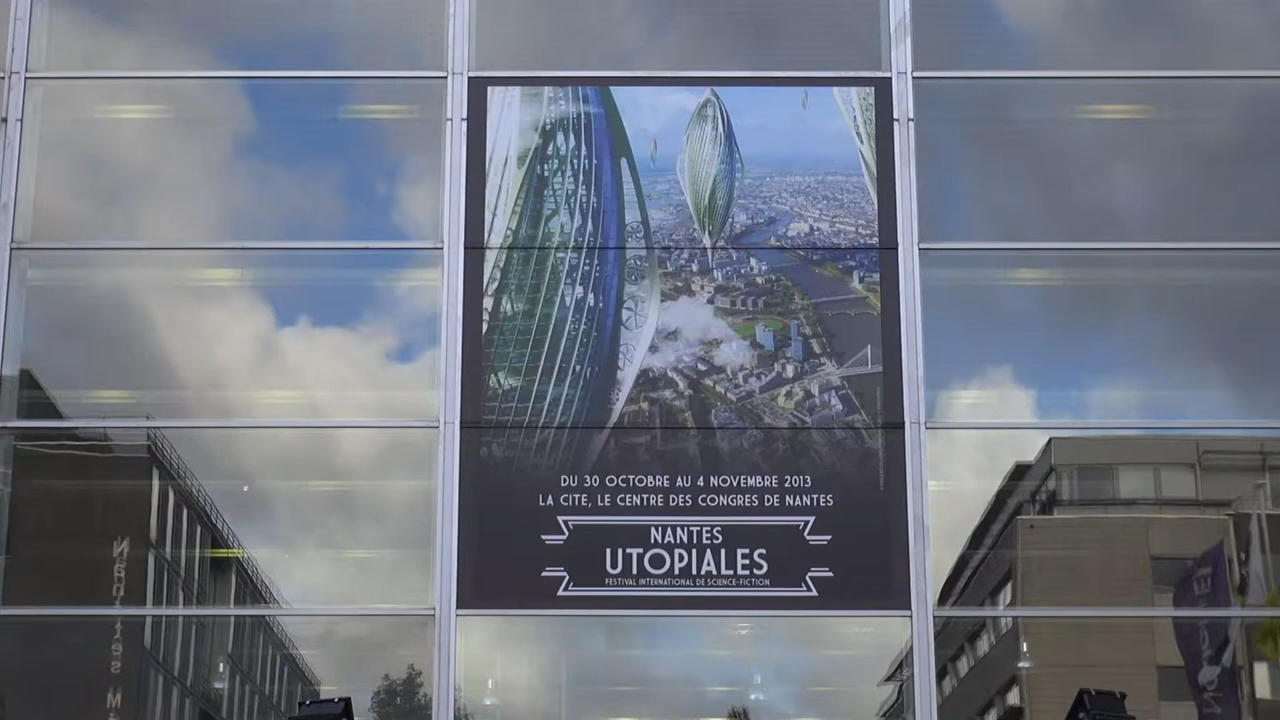 DU 30 OCTOBRE AU 4 NOVEMBRE 2013
LA CITE, LE CENTRE DES CONGRES DE NANTES
NANTES
UTOPIALES
FESTIVAL INTERNATIONAL DE SCIENCE-FICTION
Nantes M